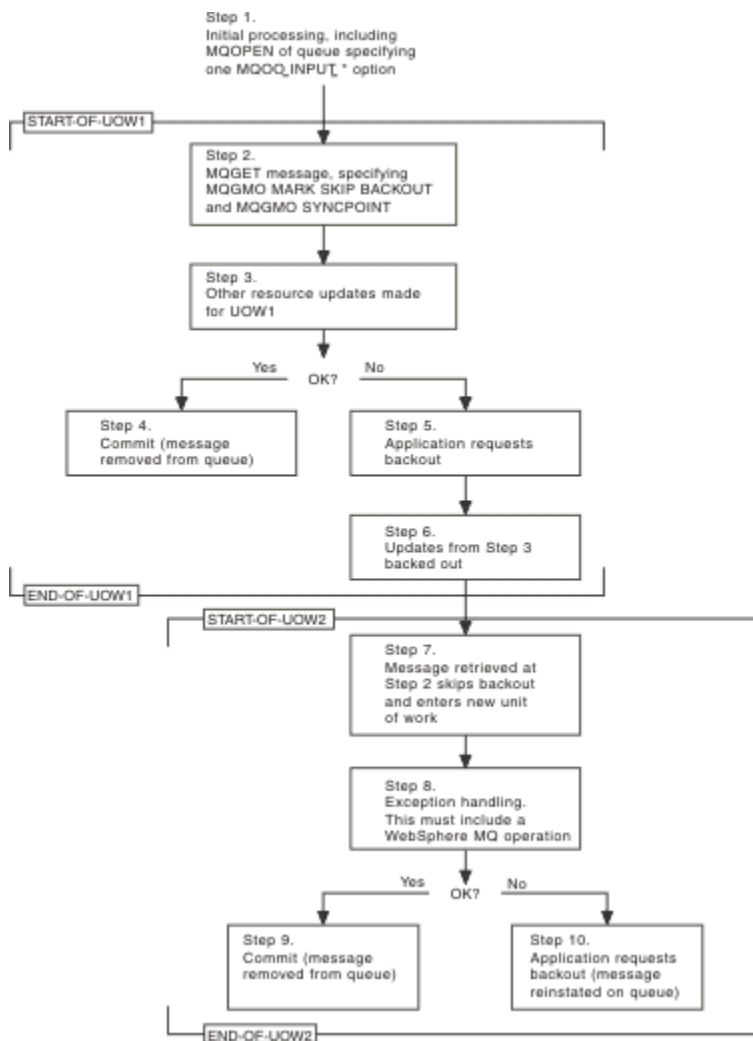 Step 1.
Initial processing, including
MQOPEN of queue specifying
one MQOO_INPUT_* option
START-OF-UOW1
Step 2.
MQGET message, specifying
MQGMO MARK SKIP BACKOUT
and MQGMO SYNCPOINT
Step 3.
Other resource updates made
for UOW1
Yes
OK?
No
Step 4.
Commit (message
removed from queue)
Step 5.
Application requests
backout
Step 6.
Updates from Step 3
backed out
END-OF-UOW1
START-OF-UOW2
Step 7.
Message retrieved at
Step 2 skips backout
and enters new unit
of work
Step 8.
Exception handling.
This must include a
WebSphere MQ operation
Yes
OK?
No
Step 9.
Commit (message
removed from queue)
Step 10.
Application requests
backout (message
reinstated on queue)
END-OF-UOW2